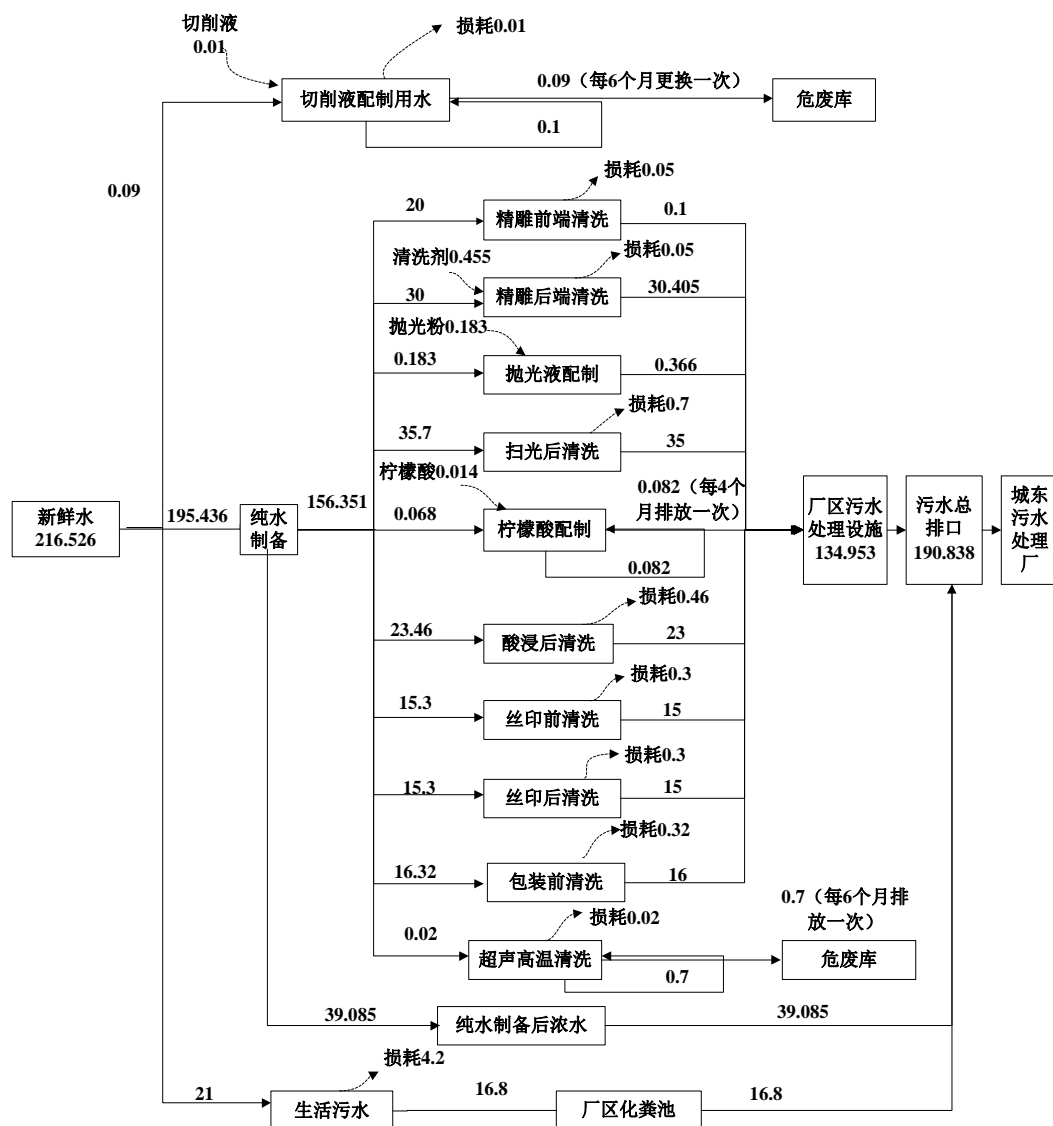 切削液
0.01
损耗0.01
切削液配制用水
0.09（每6个月更换一次）
危废库
0.1
0.09
损耗0.05
20
精雕前端清洗
0.1
清洗剂0.455
损耗0.05
30
精雕后端清洗
30.405
抛光粉0.183
0.183
抛光液配制
0.366
损耗0.7
35.7
扫光后清洗
35
柠檬酸0.014
0.082（每4个
月排放一次）
0.068
柠檬酸配制
0.082
新鲜水
216.526
195.436
纯水
制备
156.351
厂区污水
处理设施
134.953
污水总
排口
190.838
城东
污水
处理
厂
损耗0.46
23.46
酸浸后清洗
23
损耗0.3
15.3
丝印前清洗
15
损耗0.3
15.3
丝印后清洗
15
损耗0.32
16.32
包装前清洗
16
损耗0.02
0.7（每6个月排
放一次）
0.02
超声高温清洗
0.7
危废库
39.085
纯水制备后浓水
39.085
损耗4.2
21
生活污水
16.8
厂区化粪池
16.8